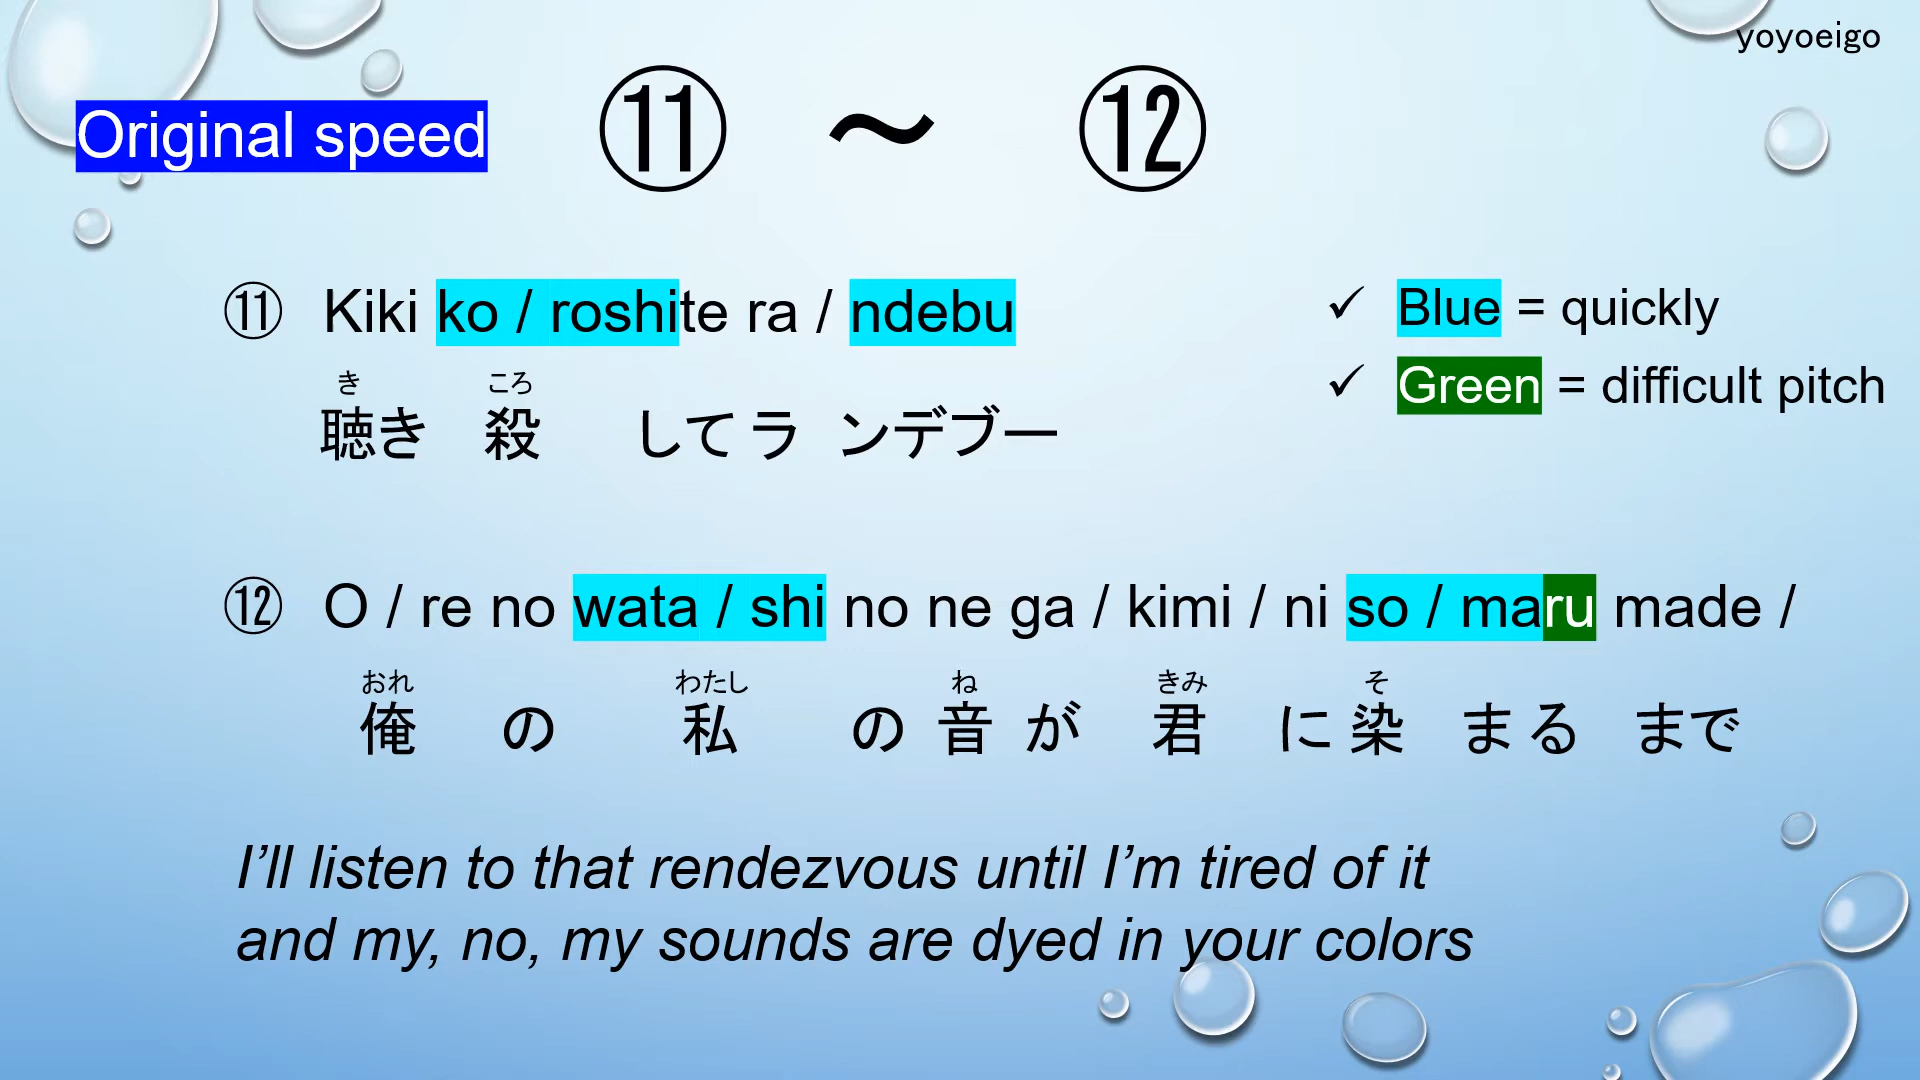 yoyoeigo
Original speed ⑪ ～ ⑫
⑪ Kiki ko / roshite ra / ndebu
き ころ
聴き 殺 してラ ンデブー
✓ Blue = quickly
✓ Green = difficult pitch
⑫ O / re no wata / shi no ne ga / kimi / ni so / maru made /
おれ わたし ね きみ そ
俺 の 私 の 音 が 君 に 染 まる まで
I’ll listen to that rendezvous until I’m tired of it
and my, no, my sounds are dyed in your colors